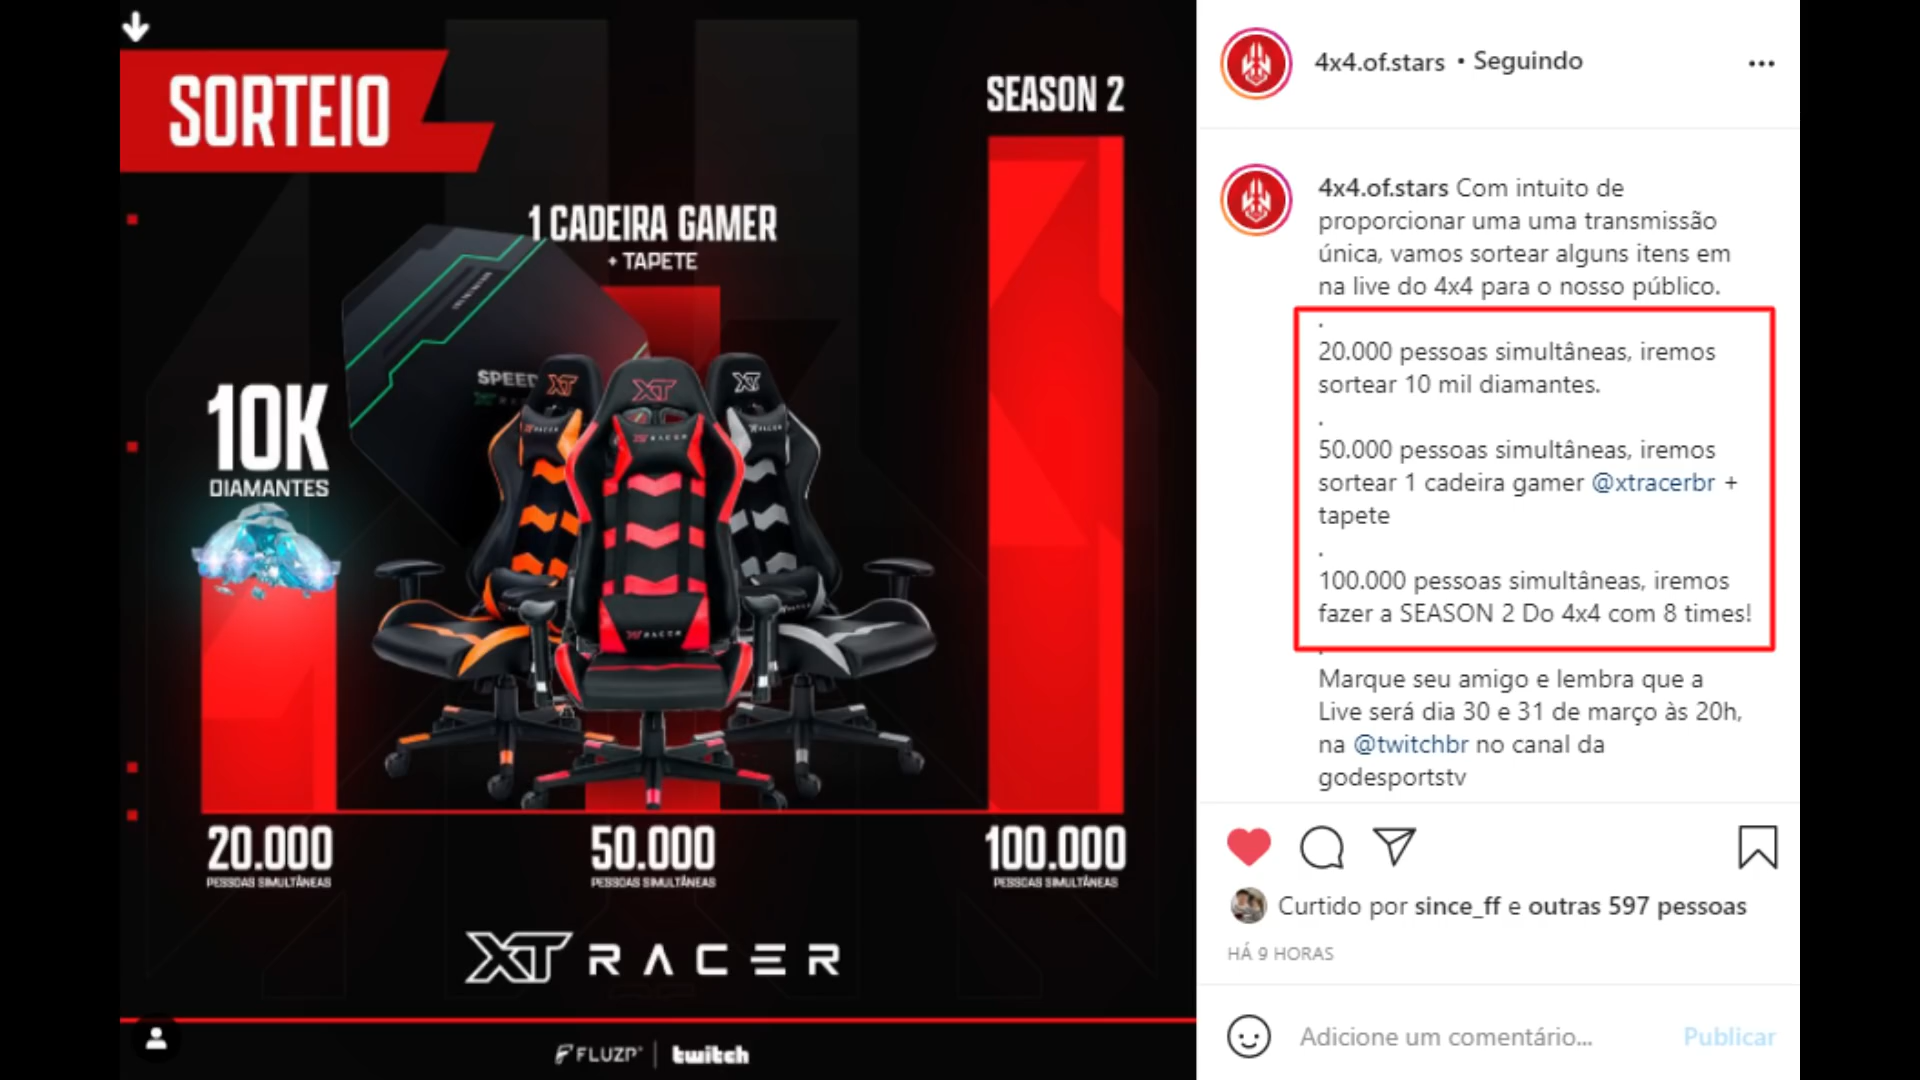 SORTEIO
SEASON 2
1 CADEIRA GAMER
+ TAPETE
10K
DIAMANTES
SPEED
XT
XT
XT
XT RACER
20.000
PESSOAS SIMULTÂNEAS
50.000
PESSOAS SIMULTÂNEAS
100.000
PESSOAS SIMULTÂNEAS
XT RACER
FLUZP
twitch
4x4.of.stars • Seguindo
4x4.of.stars Com intuito de
proporcionar uma uma transmissão
única, vamos sortear alguns itens em
na live do 4x4 para o nosso público.
.
20.000 pessoas simultâneas, iremos
sortear 10 mil diamantes.
.
50.000 pessoas simultâneas, iremos
sortear 1 cadeira gamer @xtracerbr +
tapete
.
100.000 pessoas simultâneas, iremos
fazer a SEASON 2 Do 4x4 com 8 times!
.
Marque seu amigo e lembra que a
Live será dia 30 e 31 de março às 20h,
na @twitchbr no canal da
godesportstv
Curtido por since_ff e outras 597 pessoas
HÁ 9 HORAS
Adicione um comentário...
Publicar